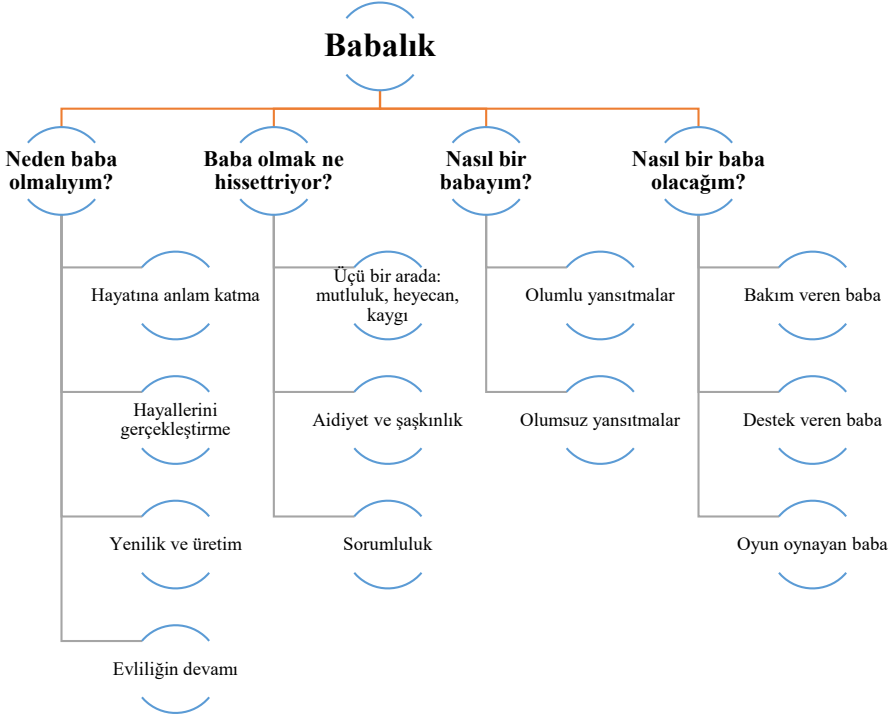 Babalık
Neden baba
olmalıyım?
Hayatına anlam katma
Hayallerini
gerçekleştirme
Yenilik ve üretim
Evliliğin devamı
Baba olmak ne
hissettriyor?
Üçü bir arada:
mutluluk, heyecan,
kaygı
Aidiyet ve şaşkınlık
Sorumluluk
Nasıl bir
babayım?
Olumlu yansıtmalar
Olumsuz yansıtmalar
Nasıl bir baba
olacağım?
Bakım veren baba
Destek veren baba
Oyun oynayan baba